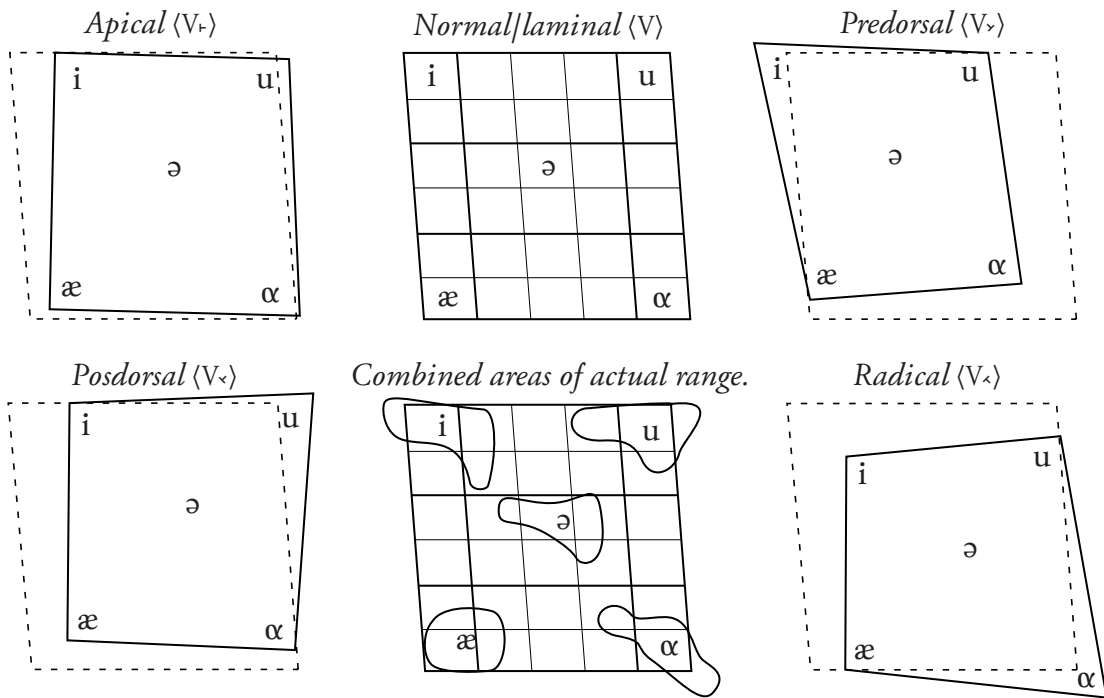 Apical ⟨V˫⟩
i u
ə
æ ɑ
Normal/laminal ⟨V⟩
i u
ə
æ ɑ
Predorsal ⟨V˯⟩
i u
ə
æ ɑ
Posdorsal ⟨V˱⟩
i u
ə
æ ɑ
Combined areas of actual range.
i u
ə
æ ɑ
Radical ⟨V˰⟩
i u
ə
æ ɑ